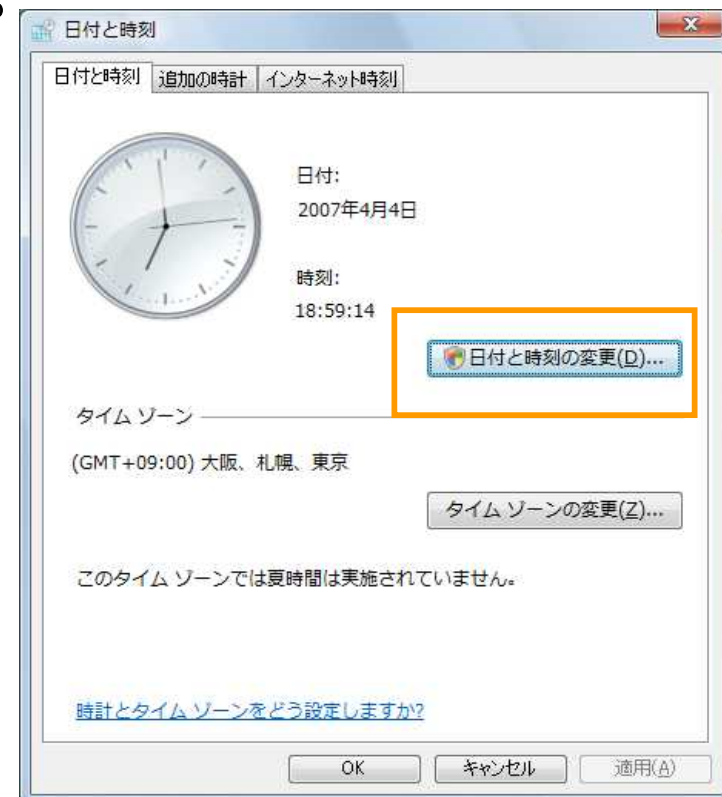 日付と時刻
日付と時刻 追加の時計 インターネット時刻
日付:
2007年4月4日
時刻:
18:59:14
日付と時刻の変更(D)...
タイム ゾーン
(GMT+09:00) 大阪、札幌、東京
タイム ゾーンの変更(Z)...
このタイム ゾーンでは夏時間は実施されていません。
時計とタイム ゾーンをどう設定しますか?
OK キャンセル 適用(A)